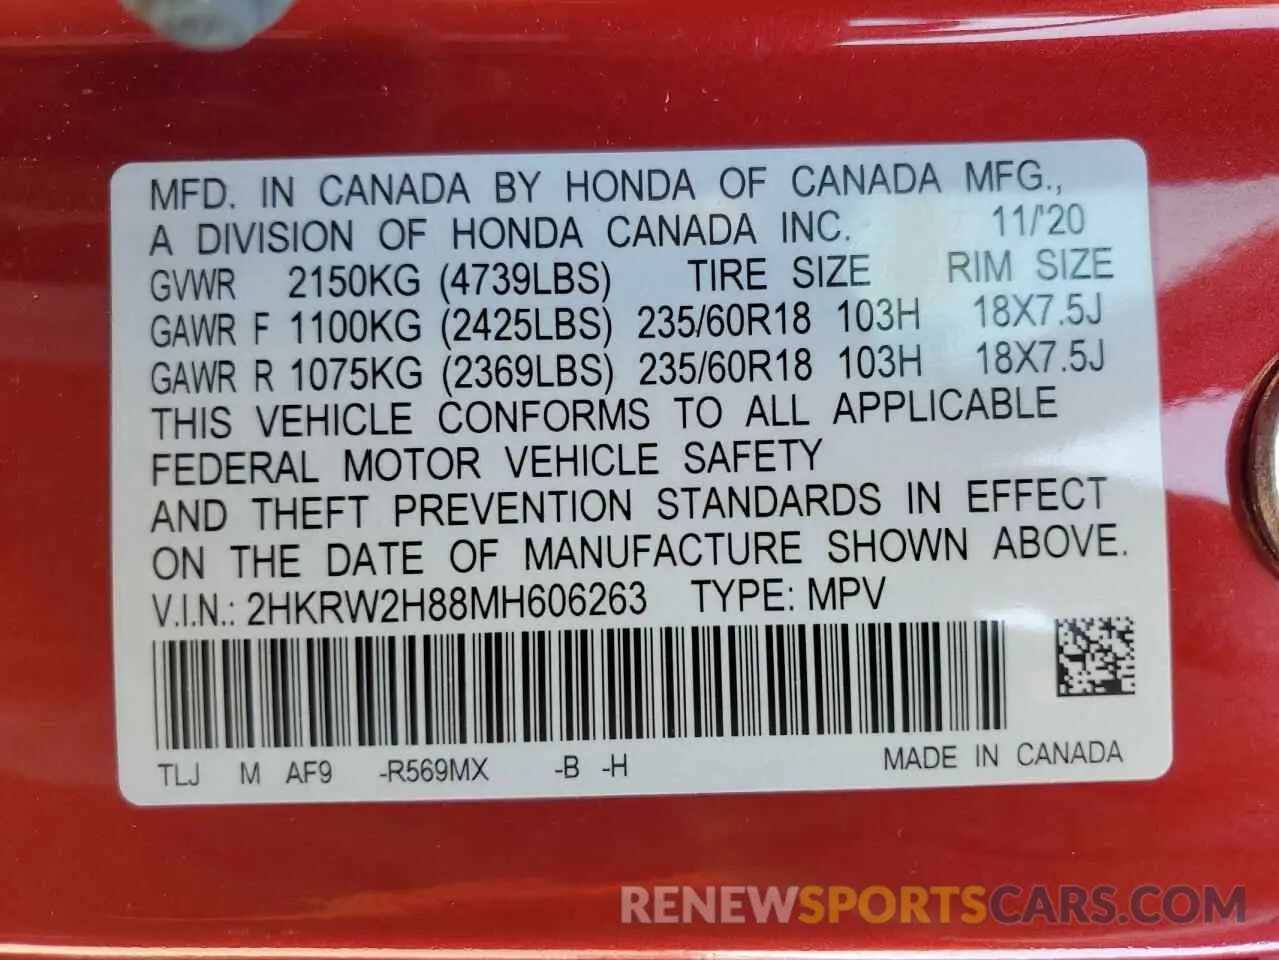 MFD. IN CANADA BY HONDA OF CANADA MFG.,
A DIVISION OF HONDA CANADA INC. 11/'20
GVWR 2150KG (4739LBS) TIRE SIZE RIM SIZE
GAWR F 1100KG (2425LBS) 235/60R18 103H 18X7.5J
GAWR R 1075KG (2369LBS) 235/60R18 103H 18X7.5J
THIS VEHICLE CONFORMS TO ALL APPLICABLE
FEDERAL MOTOR VEHICLE SAFETY
AND THEFT PREVENTION STANDARDS IN EFFECT
ON THE DATE OF MANUFACTURE SHOWN ABOVE.
V.I.N.: 2HKRW2H88MH606263 TYPE: MPV
TLJ M AF9 -R569MX -B -H MADE IN CANADA
RENEWSPORTSCARS.COM